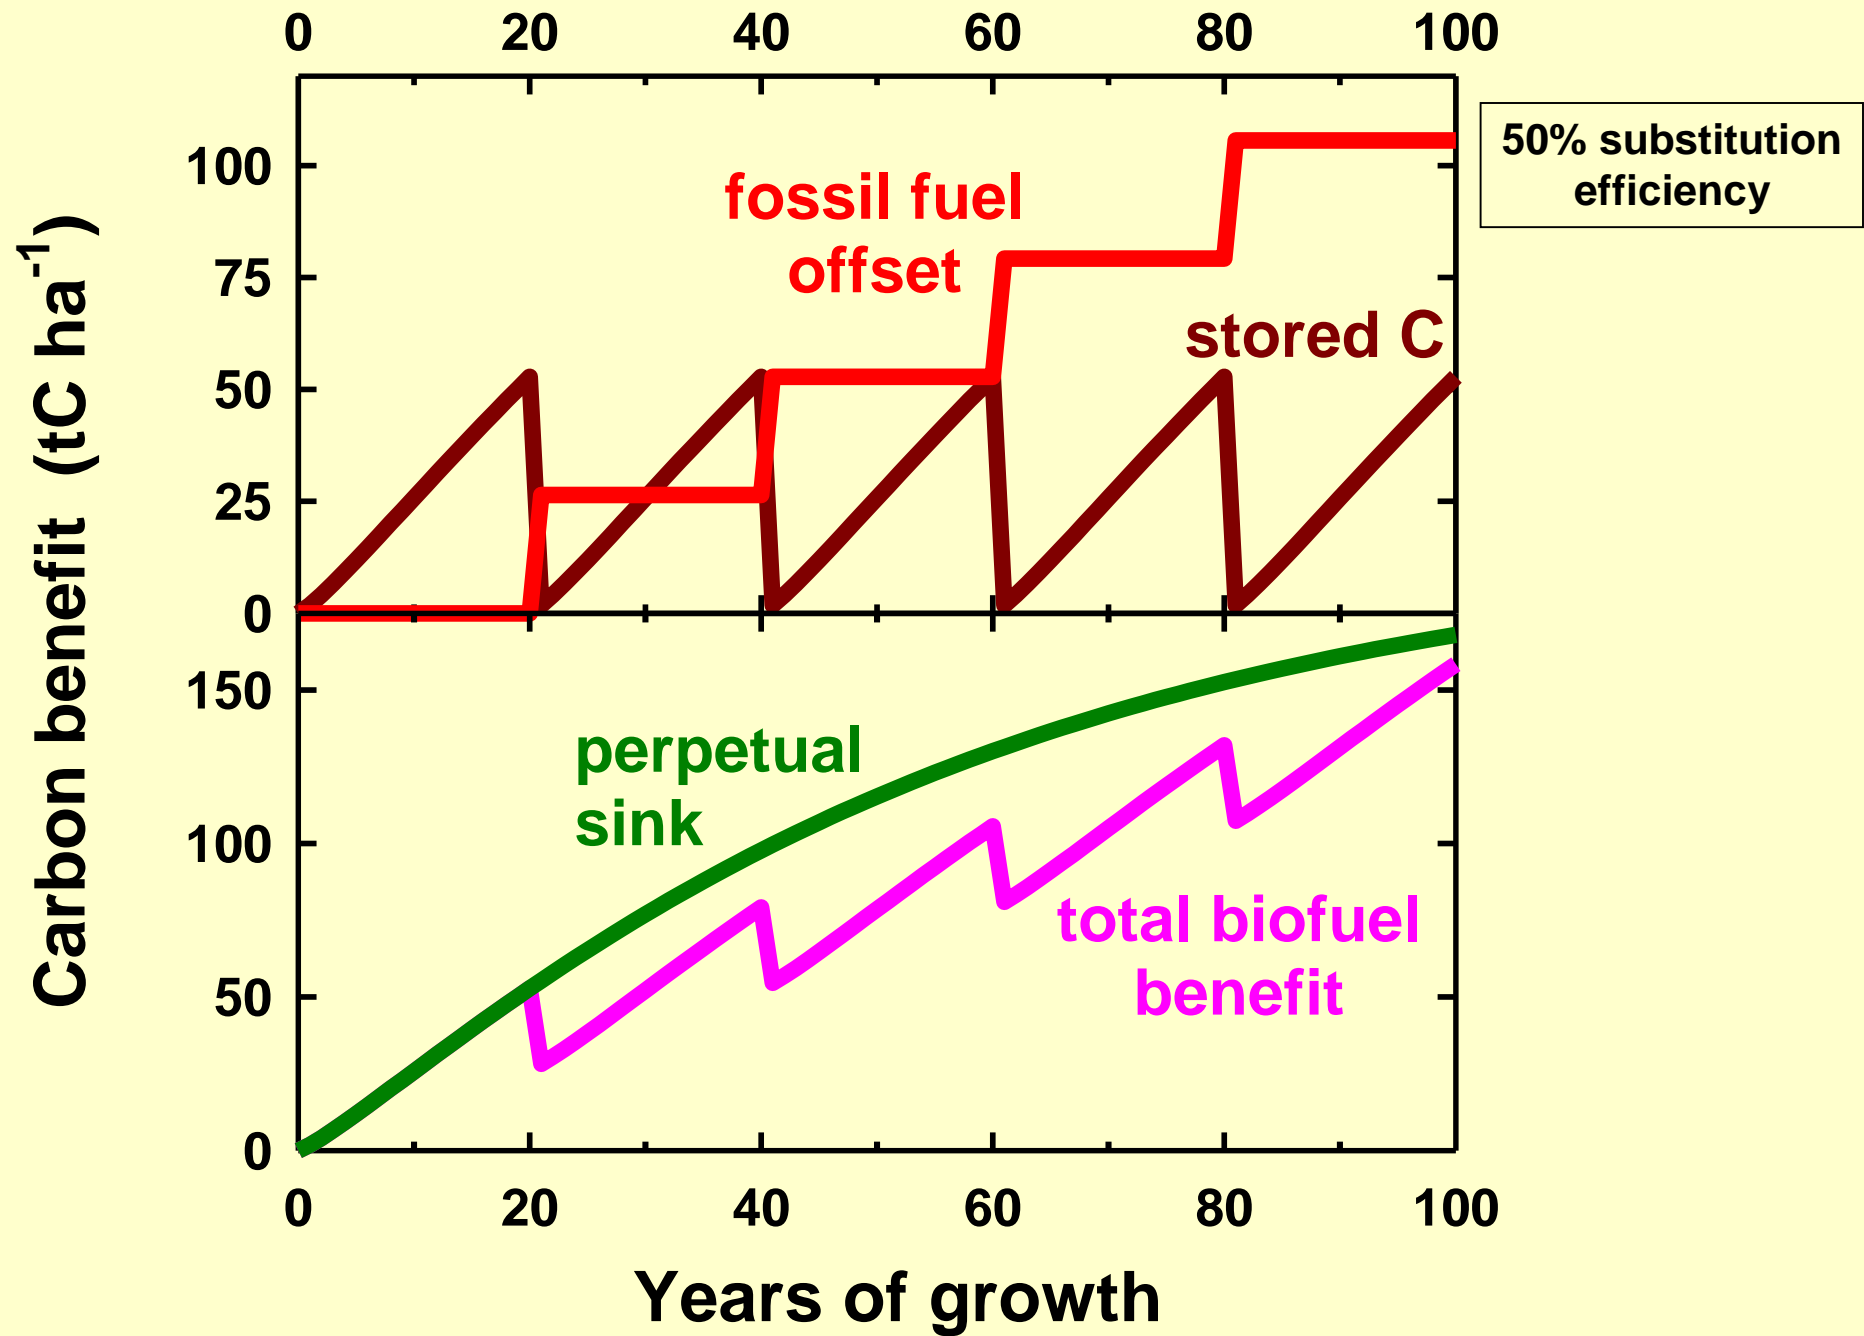 0 20 40 60 80 100
50% substitution
efficiency
100
75
50
25
0
fossil fuel
offset
stored C
Carbon benefit (tC ha⁻¹)
150
100
50
0
perpetual
sink
total biofuel
benefit
0 20 40 60 80 100
Years of growth